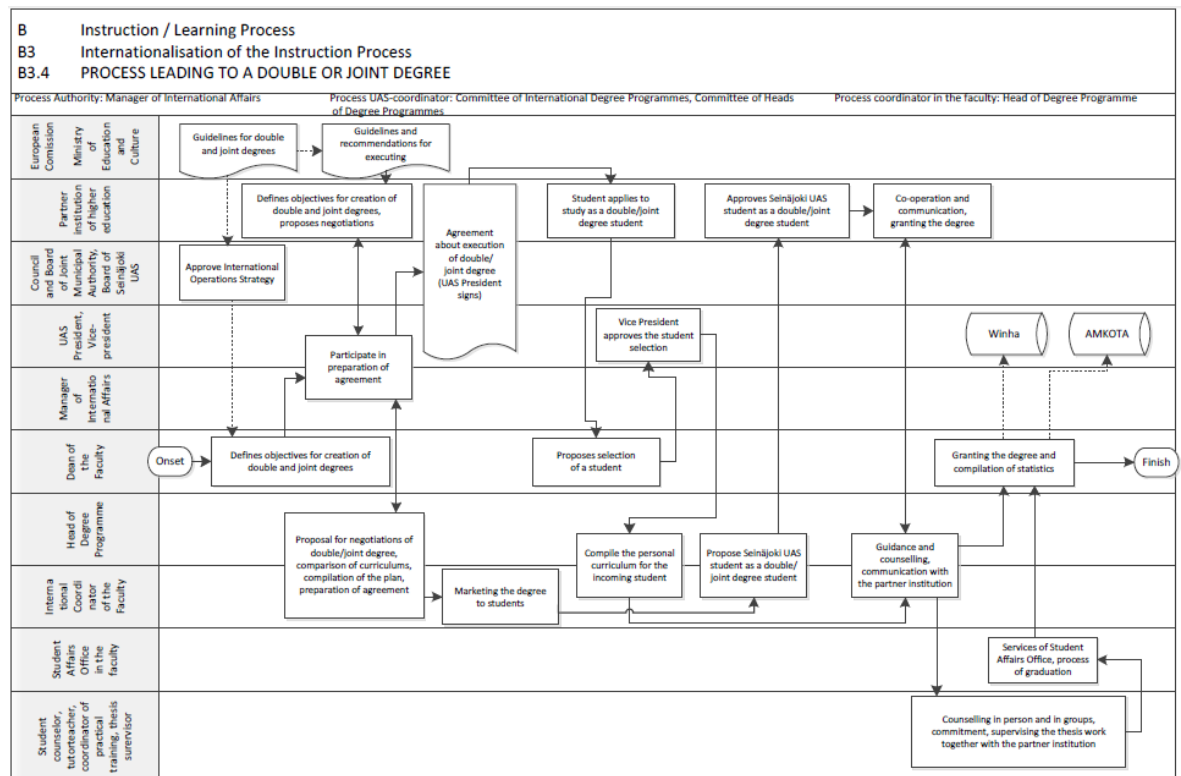 B Instruction / Learning Process
B3 Internationalisation of the Instruction Process
B3.4 PROCESS LEADING TO A DOUBLE OR JOINT DEGREE
Process Authority: Manager of International Affairs
Process UAS-coordinator: Committee of International Degree Programmes, Committee of Heads
of Degree Programmes
Process coordinator in the faculty: Head of Degree Programme
European
Comission
Ministry
of
Education
and
Culture
Guidelines for double
and joint degrees
Guidelines and
recommendations for
executing
Partner
institution
of higher
education
Defines objectives for creation of
double and joint degrees,
proposes negotiations
Agreement
about execution
of double/
joint degree
(UAS President
signs)
Student applies to
study as a double/joint
degree student
Approves Seinäjoki UAS
student as a double/joint
degree student
Co-operation and
communication,
granting the degree
Council
and Board
of Joint
Municipal
Authority,
Board of
Seinäjoki
UAS
Approve International
Operations Strategy
UAS
President,
Vice-
president
Participate in
preparation of
agreement
Vice President
approves the student
selection
Winha
AMKOTA
Manager
of
Internatio
nal Affairs
Dean of
the
Faculty
Onset
Defines objectives for creation of
double and joint degrees
Proposes selection
of a student
Granting the degree and
compilation of statistics
Finish
Head of
Degree
Programme
Proposal for negotiations of
double/joint degree,
comparison of curriculums,
compilation of the plan,
preparation of agreement
Compile the personal
curriculum for the
incoming student
Propose Seinäjoki UAS
student as a double/
joint degree student
Guidance and
counselling,
communication with
the partner institution
Interna
tional
Coordi
nator
of the
Faculty
Marketing the degree
to students
Student
Affairs
Office
in the
faculty
Services of Student
Affairs Office, process
of graduation
Student
counselor,
tutorteacher,
coordinator of
practical
training, thesis
surervisor
Counselling in person and in groups,
commitment, supervising the thesis work
together with the partner institution